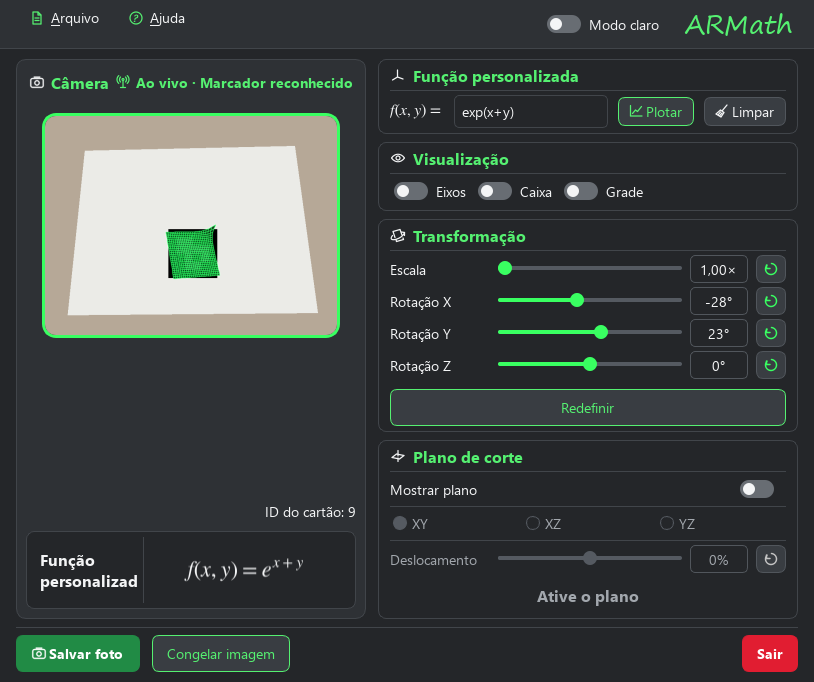 Arquivo Ajuda Modo claro ARMath
Câmera Ao vivo · Marcador reconhecido
ID do cartão: 9
Função
personalizad
f(x, y) = e^{x+y}
Função personalizada
f(x, y) = exp(x+y) Plotar Limpar
Visualização
Eixos Caixa Grade
Transformação
Escala 1,00×
Rotação X -28°
Rotação Y 23°
Rotação Z 0°
Redefinir
Plano de corte
Mostrar plano
XY XZ YZ
Deslocamento 0%
Ative o plano
Salvar foto Congelar imagem Sair